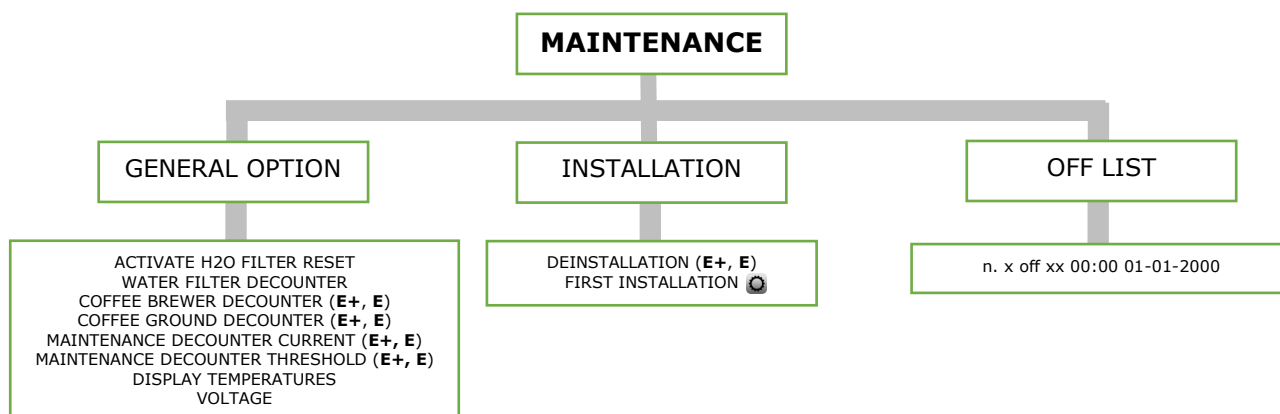 MAINTENANCE
GENERAL OPTION
INSTALLATION
OFF LIST
ACTIVATE H2O FILTER RESET
WATER FILTER DECOUNTER
COFFEE BREWER DECOUNTER (E+, E)
COFFEE GROUND DECOUNTER (E+, E)
MAINTENANCE DECOUNTER CURRENT (E+, E)
MAINTENANCE DECOUNTER THRESHOLD (E+, E)
DISPLAY TEMPERATURES
VOLTAGE
DEINSTALLATION (E+, E)
FIRST INSTALLATION
n. x off xx 00:00 01-01-2000